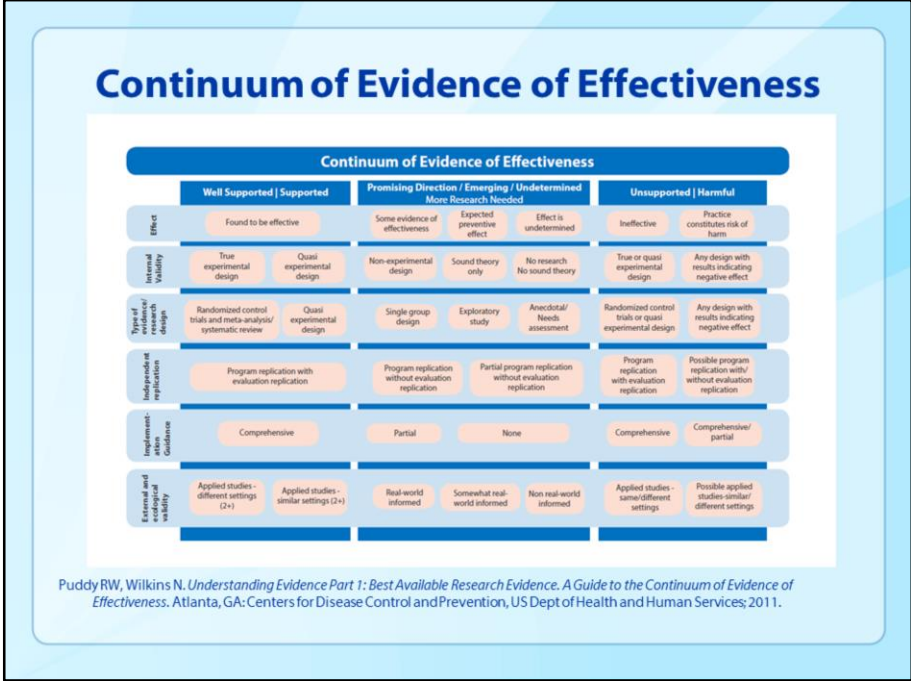 Continuum of Evidence of Effectiveness
Continuum of Evidence of Effectiveness
Well Supported | Supported
Promising Direction / Emerging / Undetermined
More Research Needed
Unsupported | Harmful
Effect
Found to be effective
Some evidence of
effectiveness
Expected
preventive
effect
Effect is
undetermined
Ineffective
Practice
constitutes risk of
harm
Internal
Validity
True
experimental
design
Quasi
experimental
design
Non-experimental
design
Sound theory
only
No research
No sound theory
True or quasi
experimental
design
Any design with
results indicating
negative effect
Type of
evidence/
research
design
Randomized control
trials and meta-analysis/
systematic review
Quasi
experimental
design
Single group
design
Exploratory
study
Anecdotal/
Needs
assessment
Randomized control
trials or quasi
experimental design
Any design with
results indicating
negative effect
Independent
replication
Program replication with
evaluation replication
Program replication
without evaluation
replication
Partial program replication
without evaluation
replication
Program
replication
with evaluation
replication
Possible program
replication with/
without evaluation
replication
Implement-
ation
Guidance
Comprehensive
Partial
None
Comprehensive
Comprehensive/
partial
External and
ecological
validity
Applied studies -
different settings
(2+)
Applied studies -
similar settings (2+)
Real-world
informed
Somewhat real-
world informed
Non real-world
informed
Applied studies -
same/different
settings
Possible applied
studies-similar/
different settings
Puddy RW, Wilkins N. Understanding Evidence Part 1: Best Available Research Evidence. A Guide to the Continuum of Evidence of
Effectiveness. Atlanta, GA: Centers for Disease Control and Prevention, US Dept of Health and Human Services; 2011.